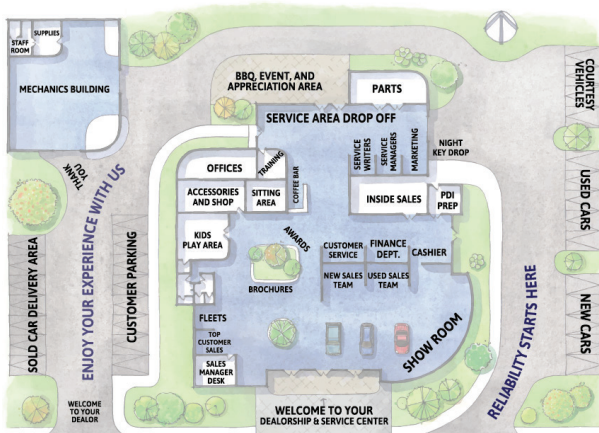 STAFF
ROOM
SUPPLIES
MECHANICS BUILDING
BBQ, EVENT, AND
APPRECIATION AREA
PARTS
COURTESY
VEHICLES
SERVICE AREA DROP OFF
SERVICE
WRITERS
SERVICE
MANAGERS
MARKETING
NIGHT
KEY DROP
THANK
YOU
OFFICES
TRAINING
ACCESSORIES
AND SHOP
SITTING
AREA
COFFEE BAR
INSIDE SALES
PDI
PREP
USED CARS
ENJOY YOUR EXPERIENCE WITH US
KIDS
PLAY AREA
AWARDS
CUSTOMER
SERVICE
FINANCE
DEPT.
CASHIER
SOLD CAR DELIVERY AREA
CUSTOMER PARKING
BROCHURES
NEW SALES
TEAM
USED SALES
TEAM
NEW CARS
FLEETS
TOP
CUSTOMER
SALES
SALES
MANAGER
DESK
SHOW ROOM
RELIABILITY STARTS HERE
WELCOME
TO YOUR
DEALOR
WELCOME TO YOUR
DEALERSHIP & SERVICE CENTER